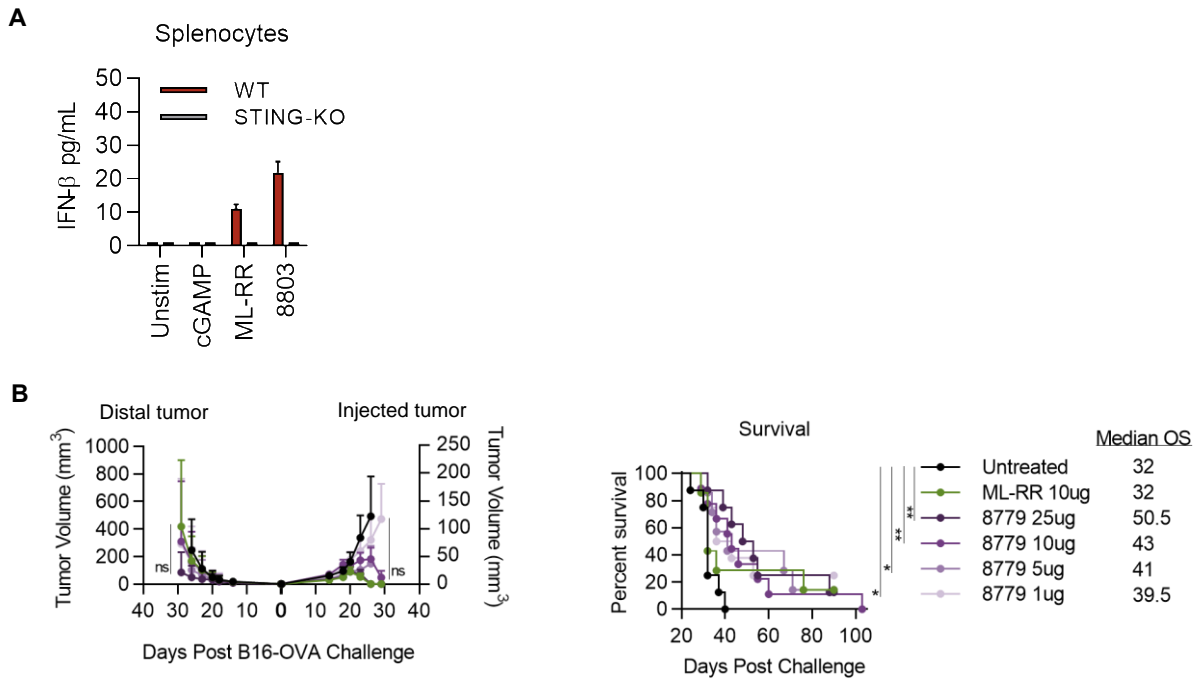 A
Splenocytes
50
40
30
20
10
0
IFN-β pg/mL
WT
STING-KO
Unstim
cGAMP
ML-RR
8803
B
Distal tumor
Injected tumor
Tumor Volume (mm3)
1000
800
600
400
200
0
250
200
150
100
50
0
Tumor Volume (mm3)
ns
ns
40 30 20 10 0 10 20 30 40
Days Post B16-OVA Challenge
Survival
Percent survival
100
80
60
40
20
0
20 40 60 80 100
Days Post Challenge
*
*
**
**
Median OS
Untreated 32
ML-RR 10ug 32
8779 25ug 50.5
8779 10ug 43
8779 5ug 41
8779 1ug 39.5